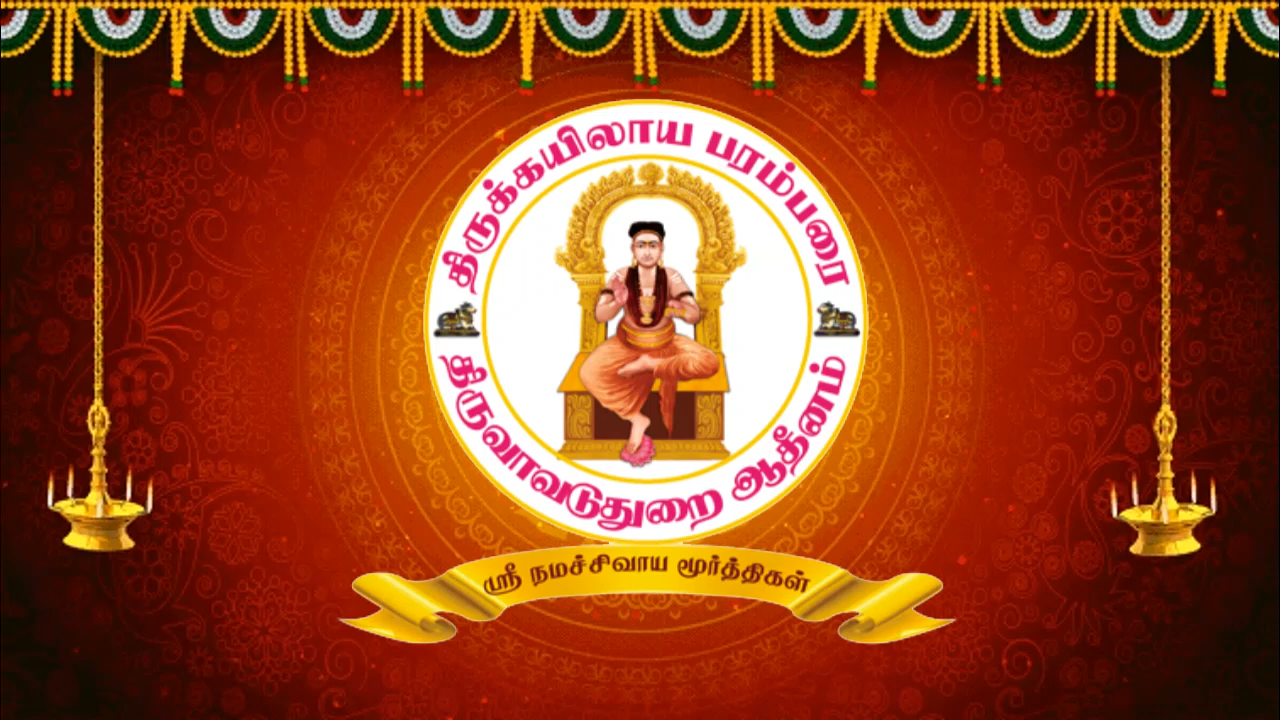 திருக்கயிலாய பரம்பரை
திருவாவடுதுறை ஆதீனம்
ஸ்ரீ நமச்சிவாய மூர்த்திகள்